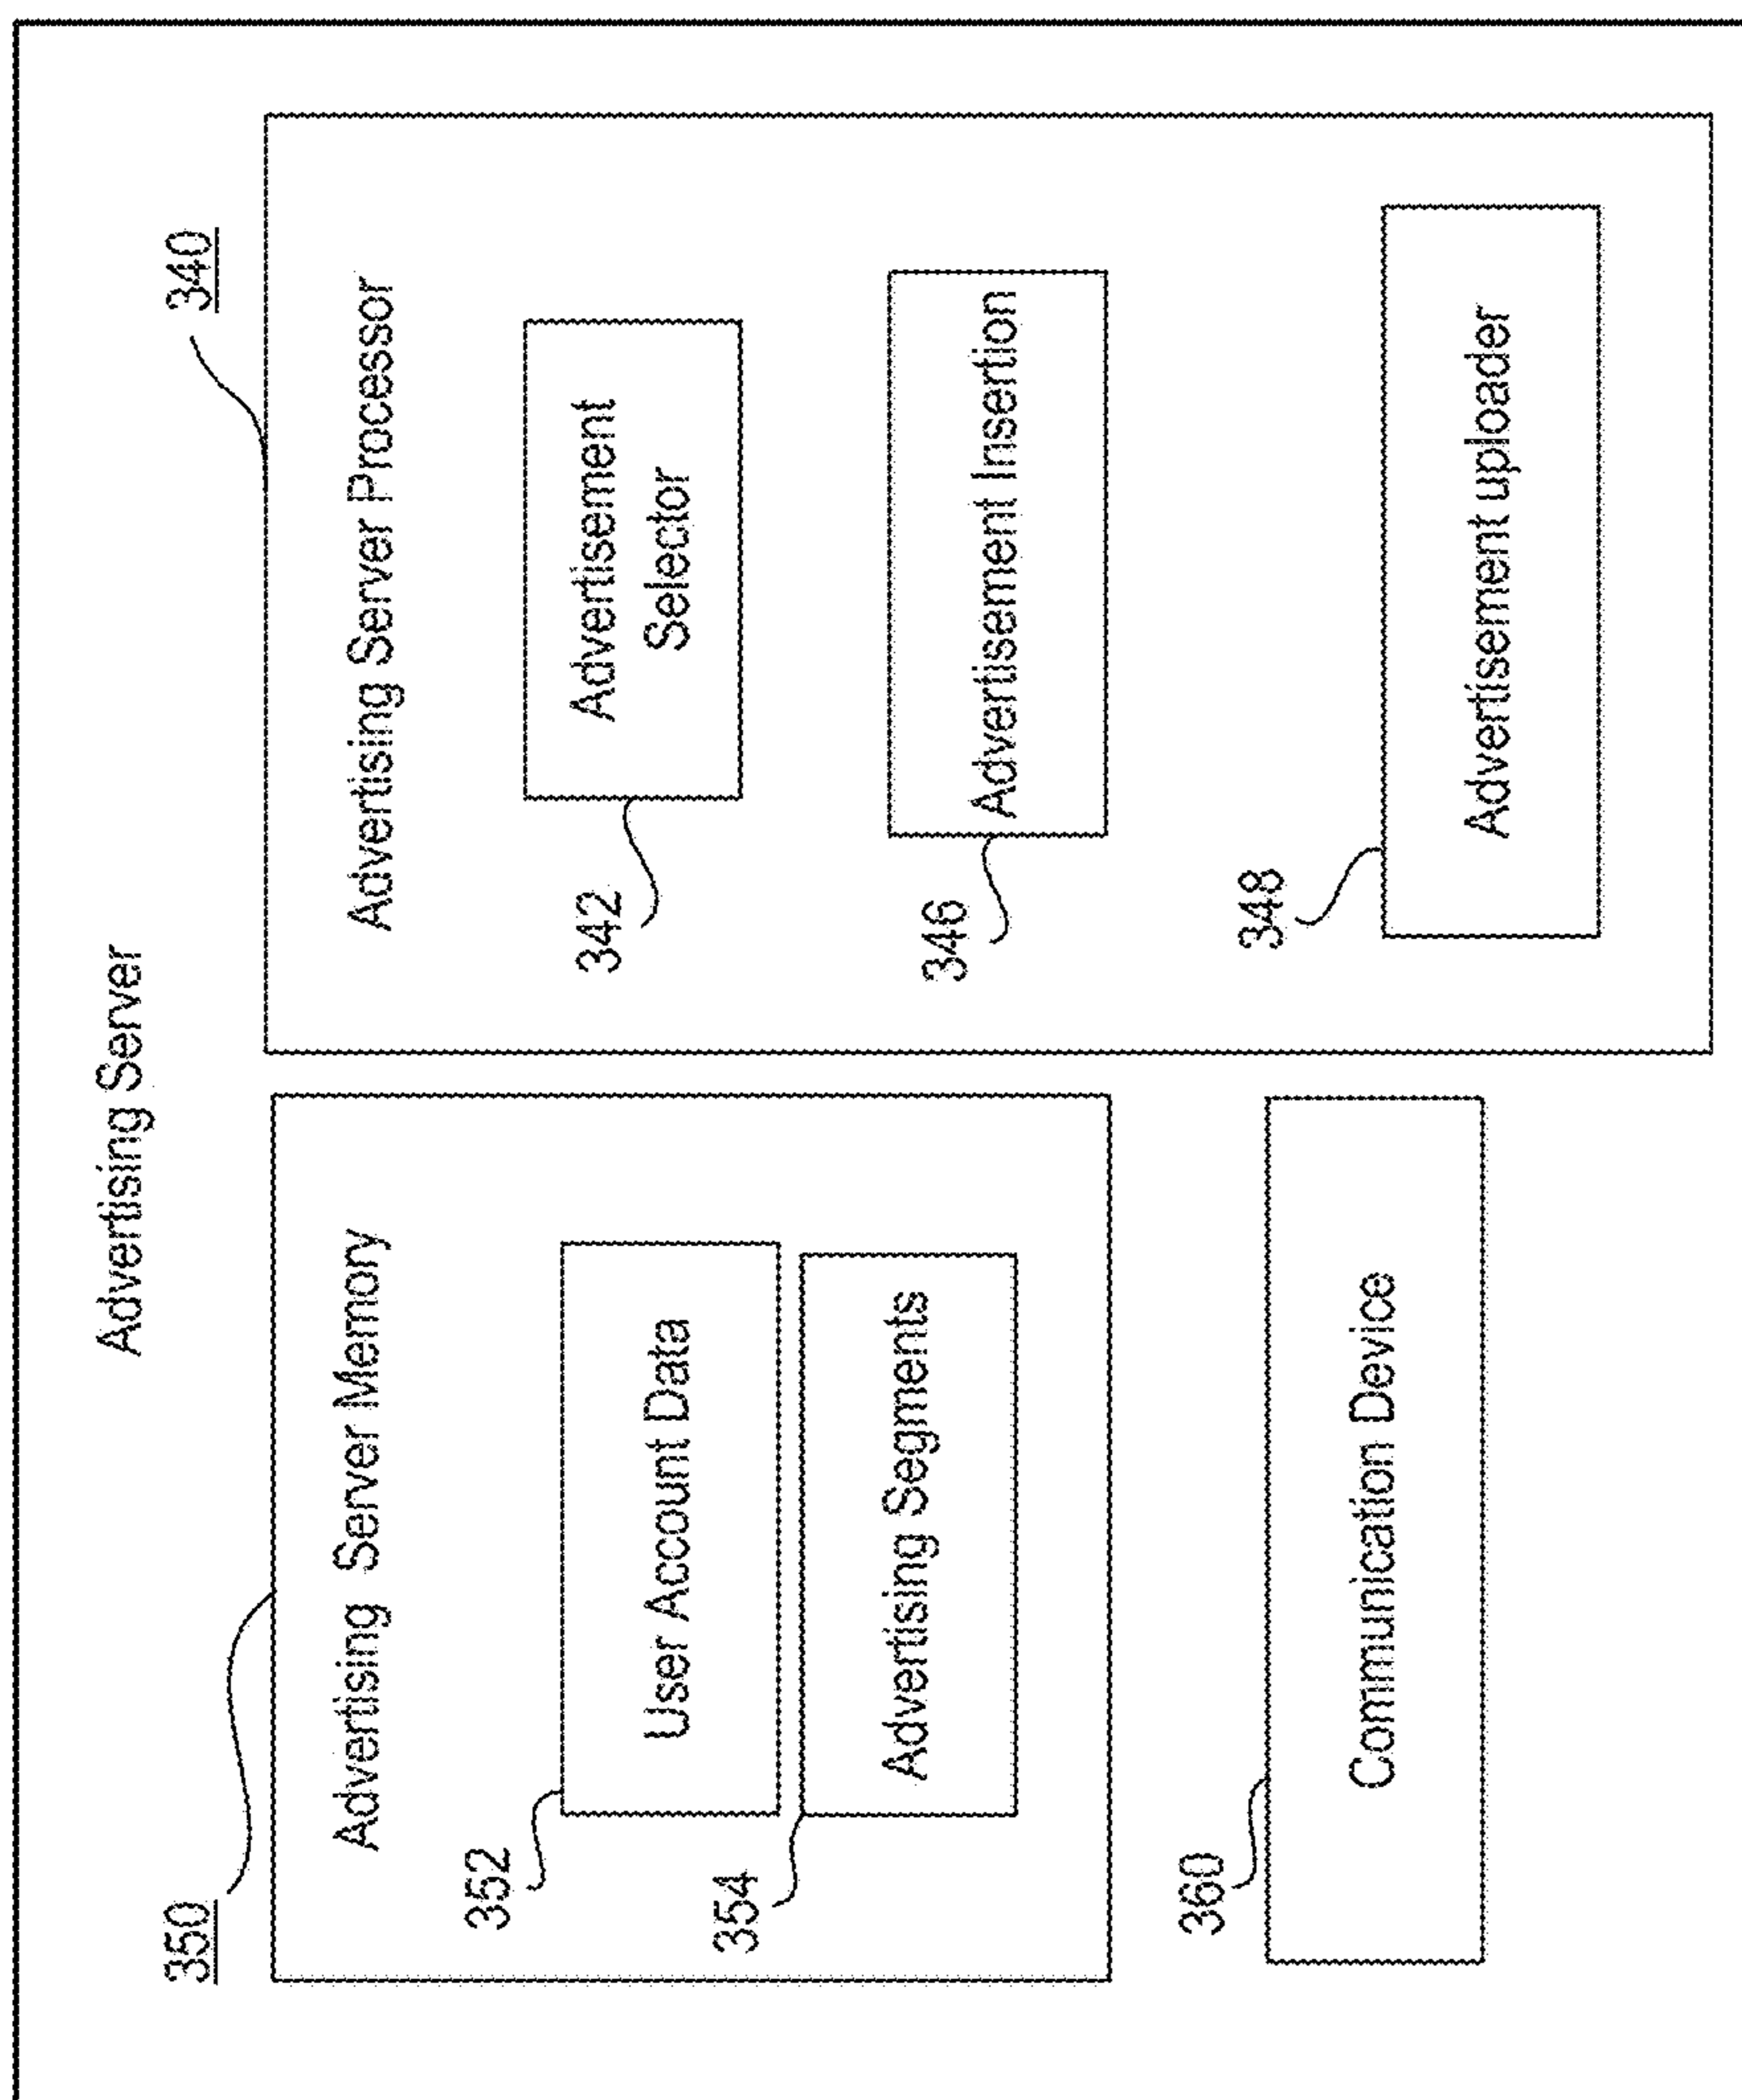 Advertising Server
350
Advertising Server Memory
352
User Account Data
354
Advertising Segments
360
Communication Device
340
Advertising Server Processor
342
Advertisement
Selector
346
Advertisement Insertion
348
Advertisement uploader